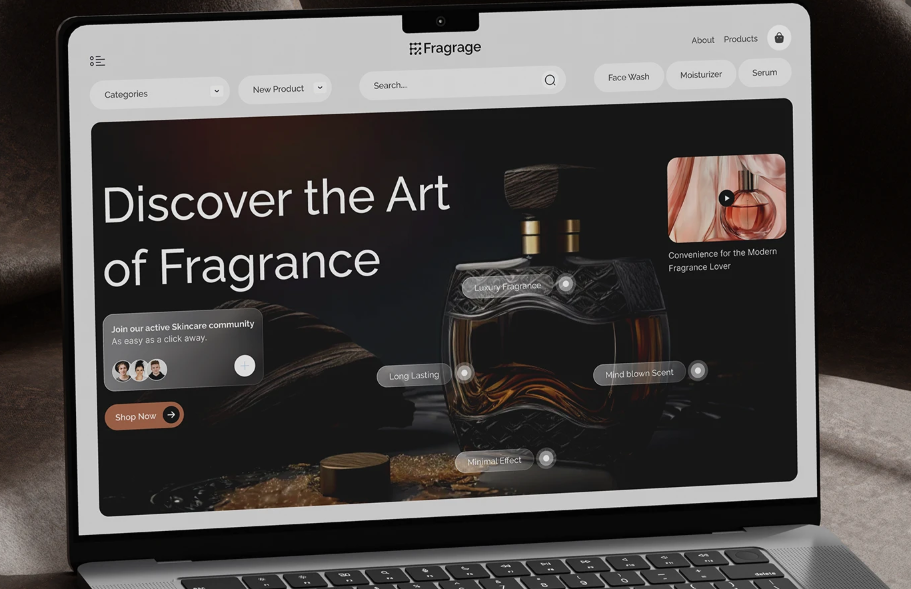 Fragrage
About Products
Categories
New Product
Search...
Face Wash
Moisturizer
Serum
Discover the Art
of Fragrance
Convenience for the Modern
Fragrance Lover
Luxury Fragrance
Join our active Skincare community
As easy as a click away.
Long Lasting
Mind blown Scent
Shop Now
Minimal Effect
delete